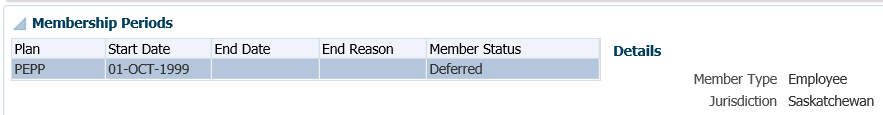 Membership Periods
Plan Start Date End Date End Reason Member Status
PEPP 01-OCT-1999 Deferred
Details
Member Type Employee
Jurisdiction Saskatchewan